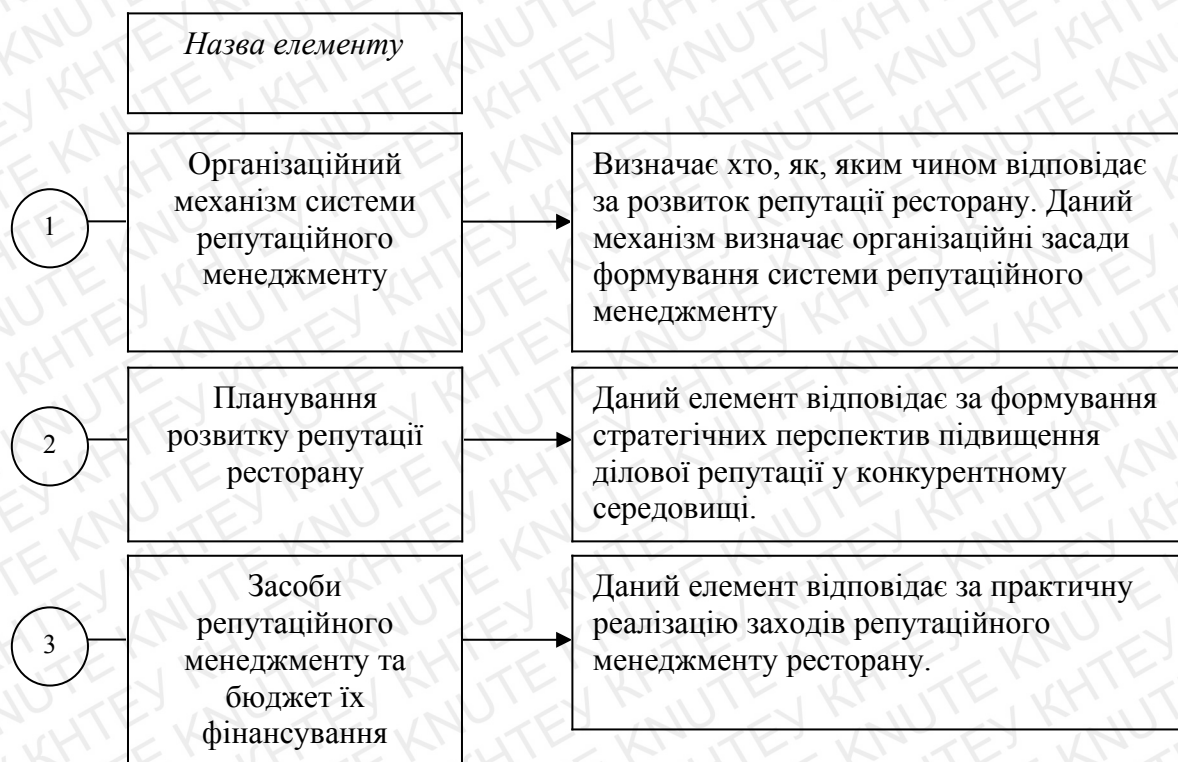 Назва елементу
1
Організаційний
механізм системи
репутаційного
менеджменту
Визначає хто, як, яким чином відповідає
за розвиток репутації ресторану. Даний
механізм визначає організаційні засади
формування системи репутаційного
менеджменту
2
Планування
розвитку репутації
ресторану
Даний елемент відповідає за формування
стратегічних перспектив підвищення
ділової репутації у конкурентному
середовищі.
3
Засоби
репутаційного
менеджменту та
бюджет їх
фінансування
Даний елемент відповідає за практичну
реалізацію заходів репутаційного
менеджменту ресторану.